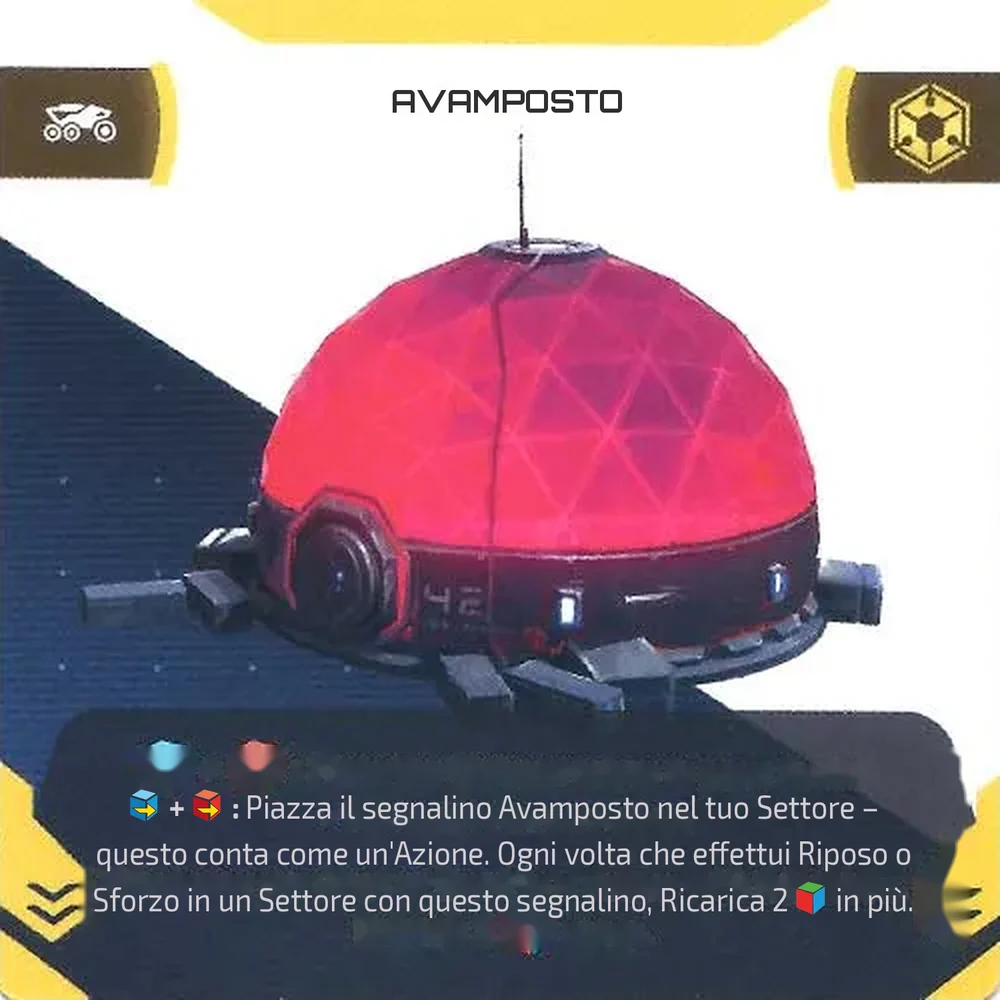 AVAMPOSTO
42
+ : Piazza il segnalino Avamposto nel tuo Settore –
questo conta come un'Azione. Ogni volta che effettui Riposo o
Sforzo in un Settore con questo segnalino, Ricarica 2 in più.